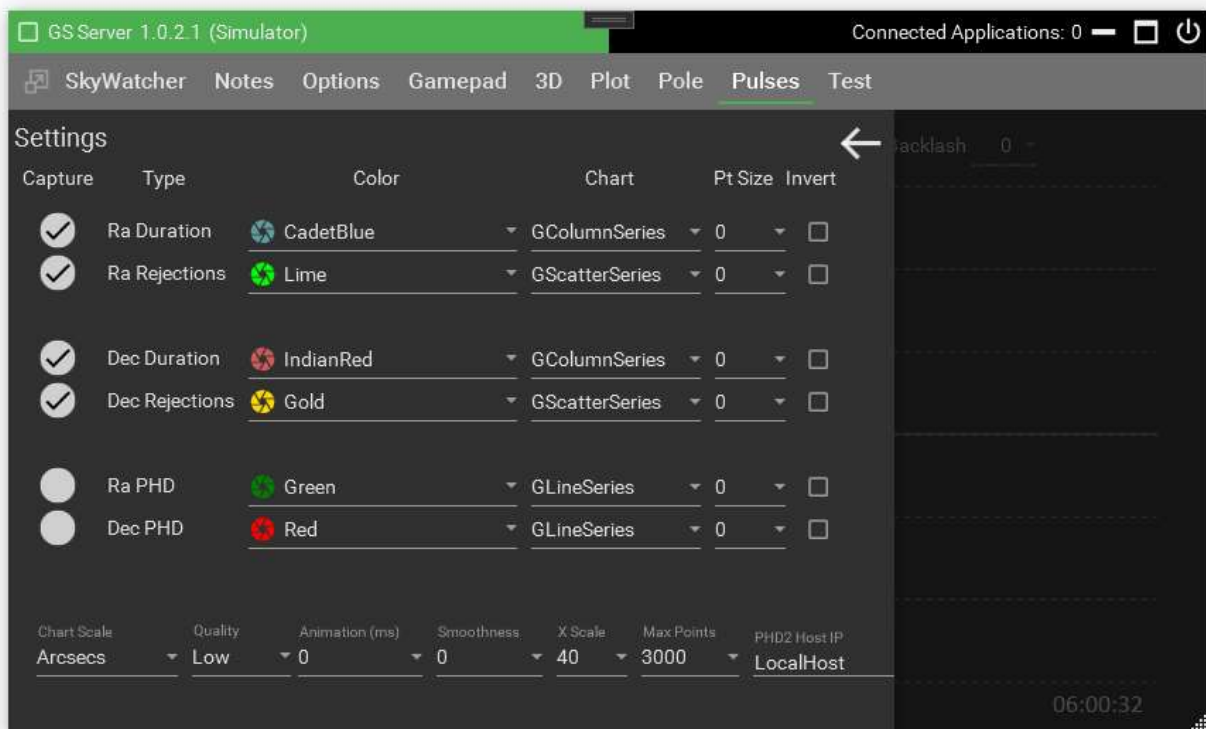 GS Server 1.0.2.1 (Simulator) Connected Applications: 0
SkyWatcher Notes Options Gamepad 3D Plot Pole Pulses Test
Settings
Backlash 0
Capture Type Color Chart Pt Size Invert
Ra Duration CadetBlue GColumnSeries 0
Ra Rejections Lime GScatterSeries 0
Dec Duration IndianRed GColumnSeries 0
Dec Rejections Gold GScatterSeries 0
Ra PHD Green GLineSeries 0
Dec PHD Red GLineSeries 0
Chart Scale Quality Animation (ms) Smoothness X Scale Max Points PHD2 Host IP
Arcsecs Low 0 0 40 3000 LocalHost
06:00:32